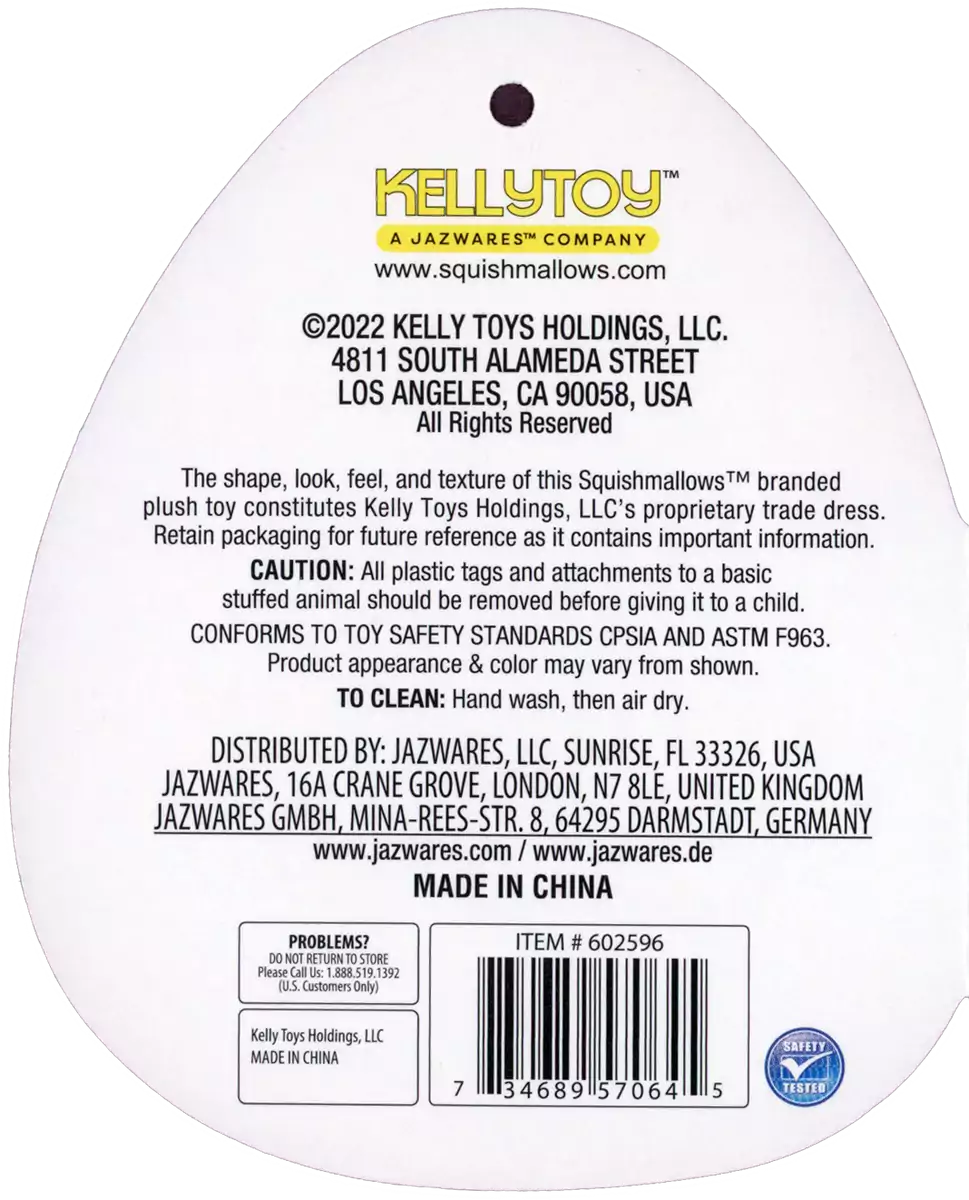 KELLYTOY™
A JAZWARES™ COMPANY
www.squishmallows.com
©2022 KELLY TOYS HOLDINGS, LLC.
4811 SOUTH ALAMEDA STREET
LOS ANGELES, CA 90058, USA
All Rights Reserved
The shape, look, feel, and texture of this Squishmallows™ branded
plush toy constitutes Kelly Toys Holdings, LLC's proprietary trade dress.
Retain packaging for future reference as it contains important information.
CAUTION: All plastic tags and attachments to a basic
stuffed animal should be removed before giving it to a child.
CONFORMS TO TOY SAFETY STANDARDS CPSIA AND ASTM F963.
Product appearance & color may vary from shown.
TO CLEAN: Hand wash, then air dry.
DISTRIBUTED BY: JAZWARES, LLC, SUNRISE, FL 33326, USA
JAZWARES, 16A CRANE GROVE, LONDON, N7 8LE, UNITED KINGDOM
JAZWARES GMBH, MINA-REES-STR. 8, 64295 DARMSTADT, GERMANY
www.jazwares.com / www.jazwares.de
MADE IN CHINA
PROBLEMS?
DO NOT RETURN TO STORE
Please Call Us: 1.888.519.1392
(U.S. Customers Only)
Kelly Toys Holdings, LLC
MADE IN CHINA
ITEM # 602596
7 34689 57064 5
SAFETY
TESTED